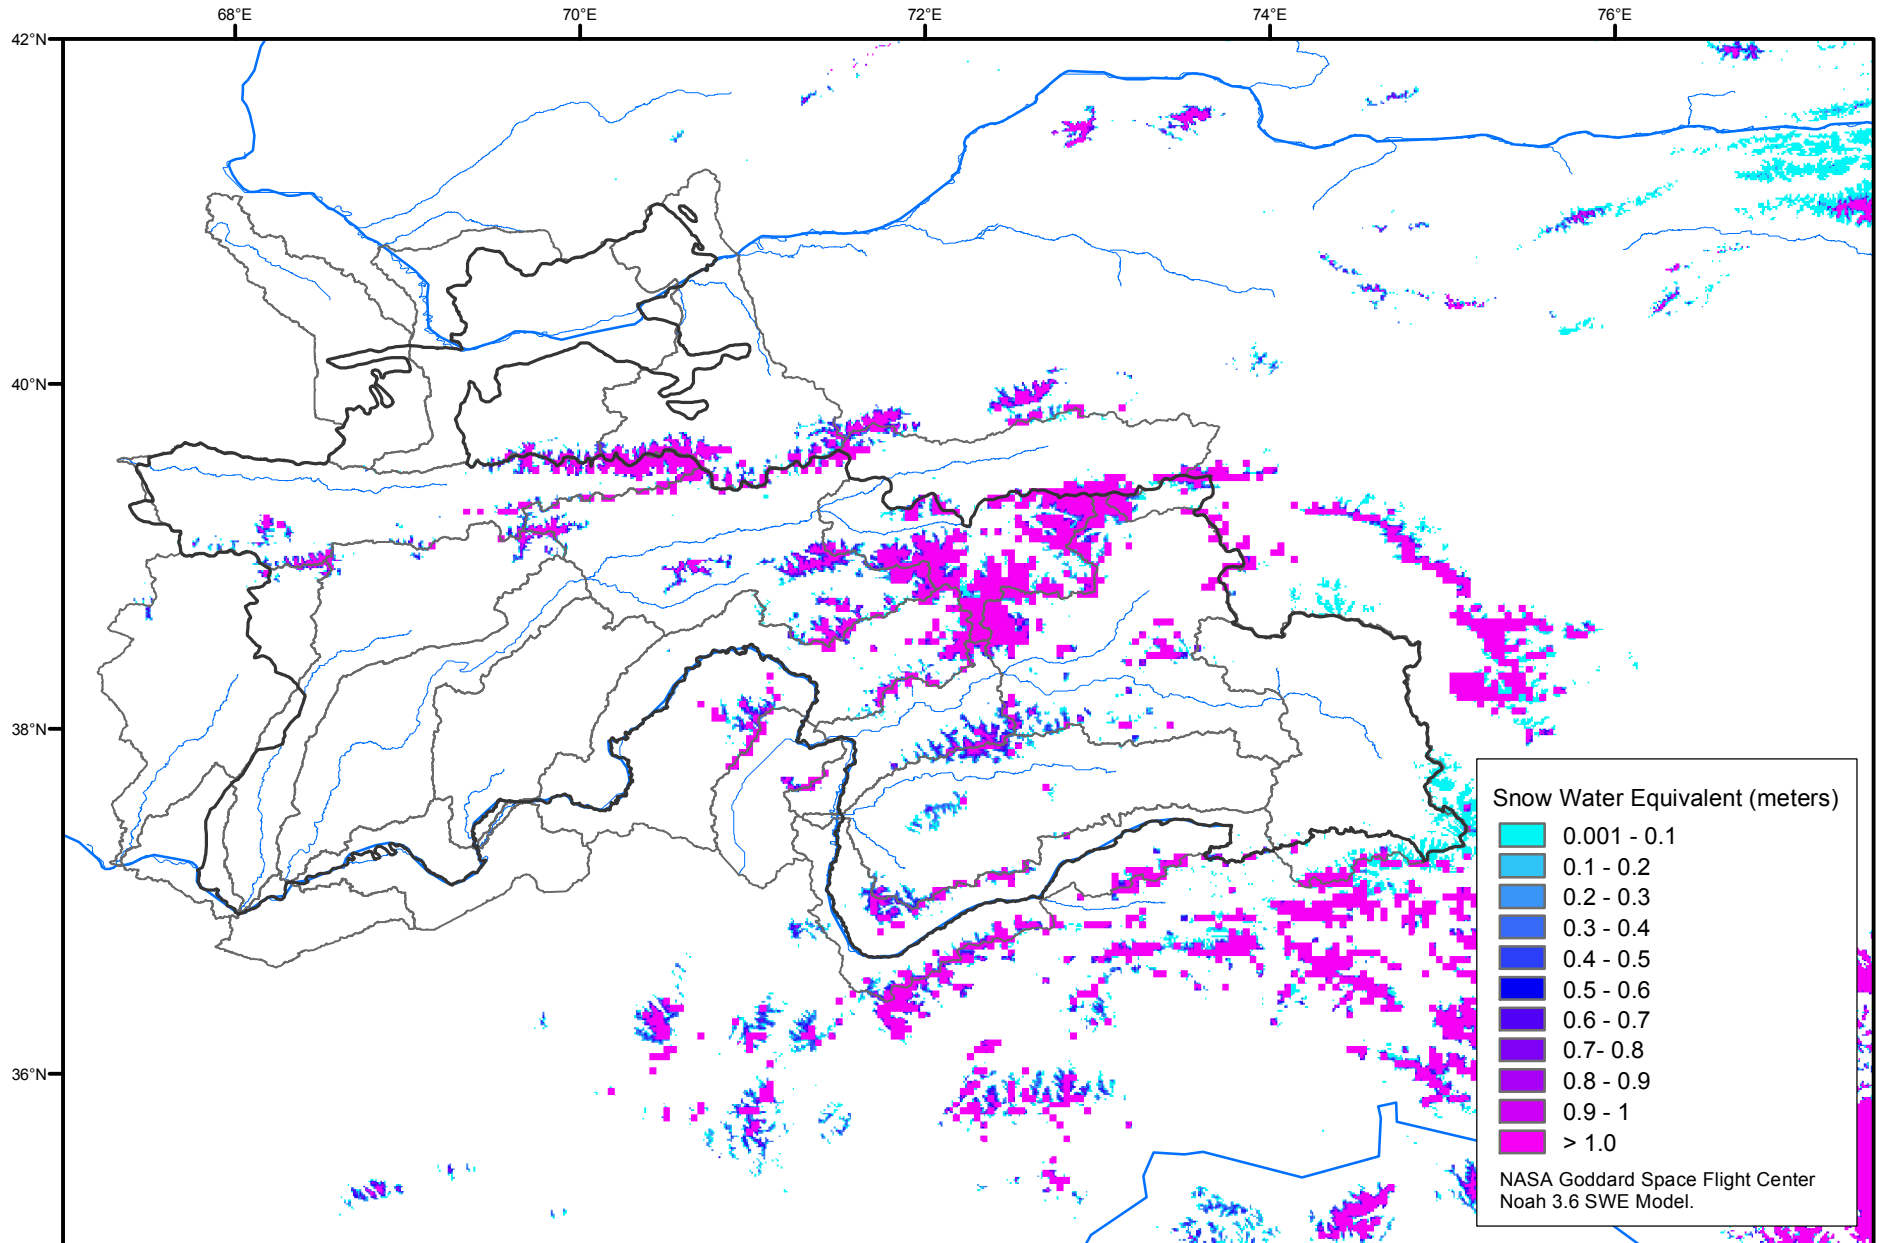 68°E
70°E
72°E
74°E
76°E
42°N
40°N
38°N
36°N
Snow Water Equivalent (meters)
0.001 - 0.1
0.1 - 0.2
0.2 - 0.3
0.3 - 0.4
0.4 - 0.5
0.5 - 0.6
0.6 - 0.7
0.7- 0.8
0.8 - 0.9
0.9 - 1
> 1.0
NASA Goddard Space Flight Center
Noah 3.6 SWE Model.